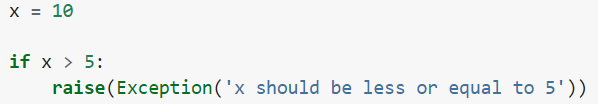 x = 10
if x > 5:
    raise(Exception('x should be less or equal to 5'))